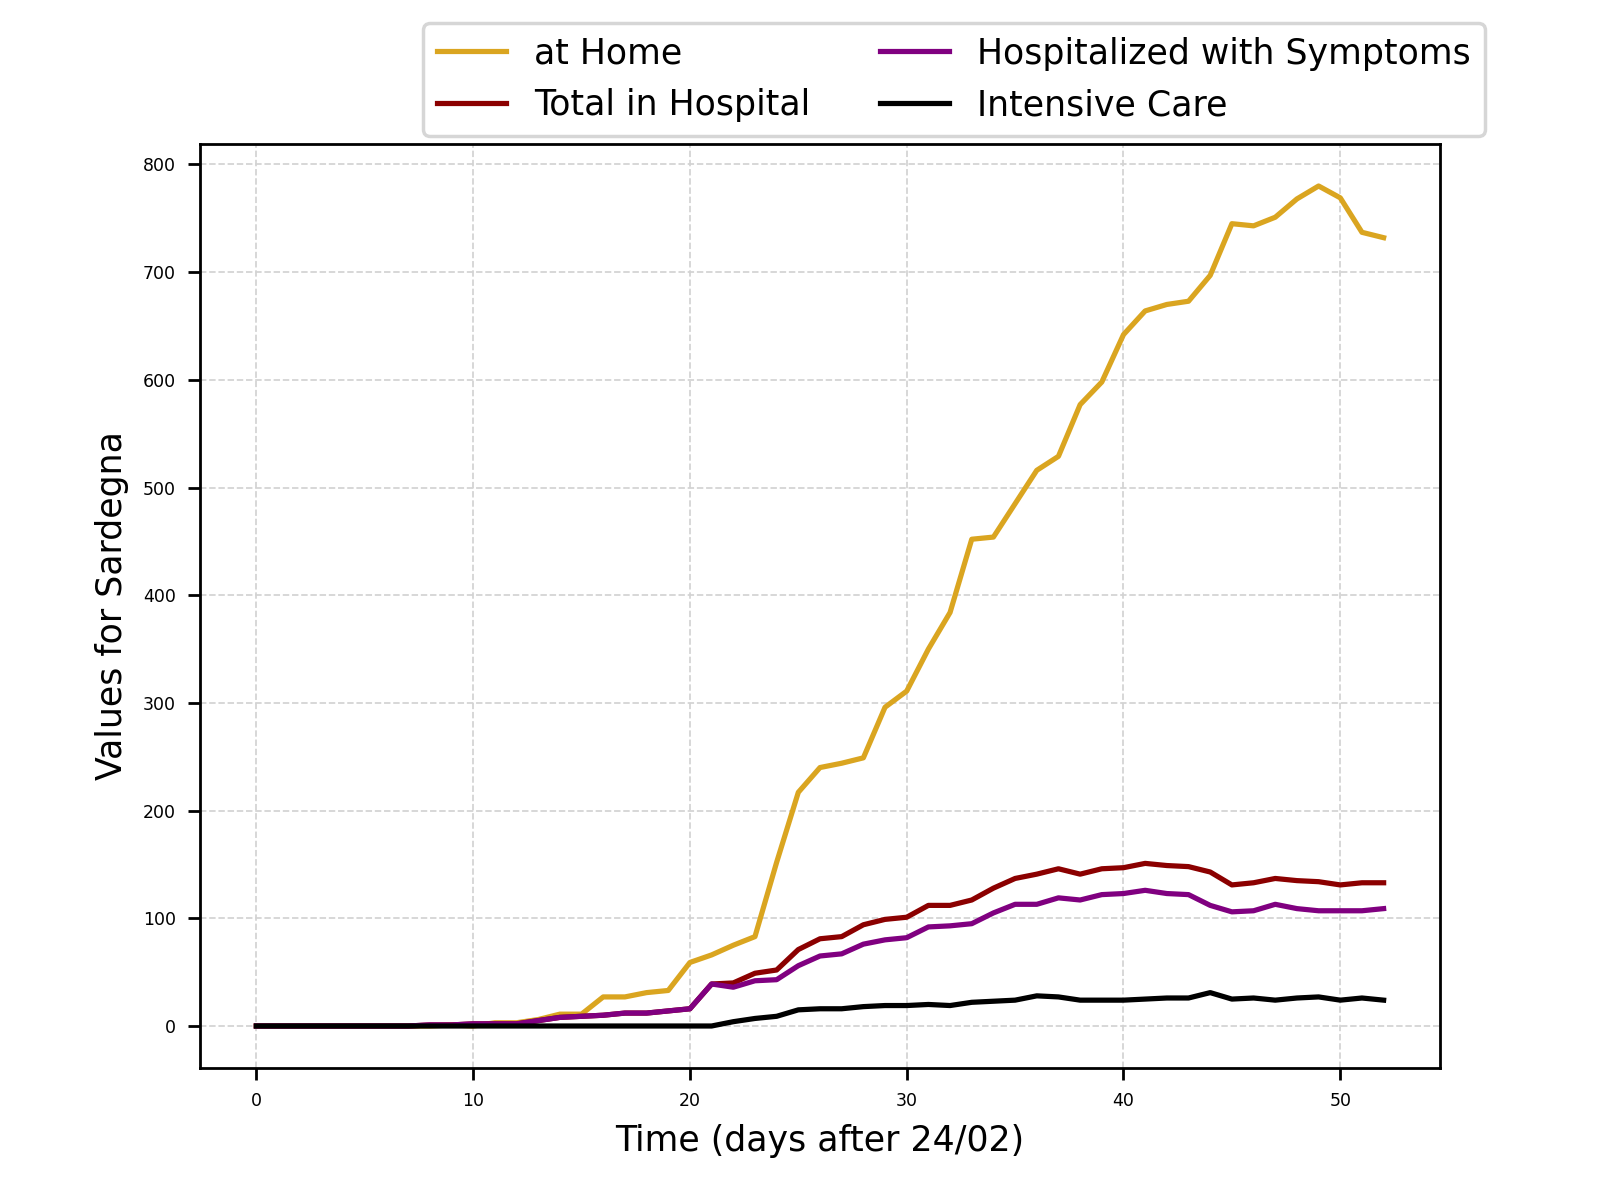 at Home
Total in Hospital
Hospitalized with Symptoms
Intensive Care
Values for Sardegna
800
700
600
500
400
300
200
100
0
0 10 20 30 40 50
Time (days after 24/02)